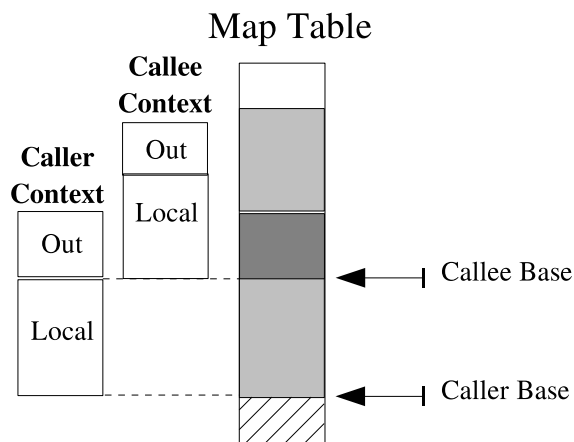 Map Table
Callee
Context
Out
Caller
Context
Local
Out
Callee Base
Local
Caller Base